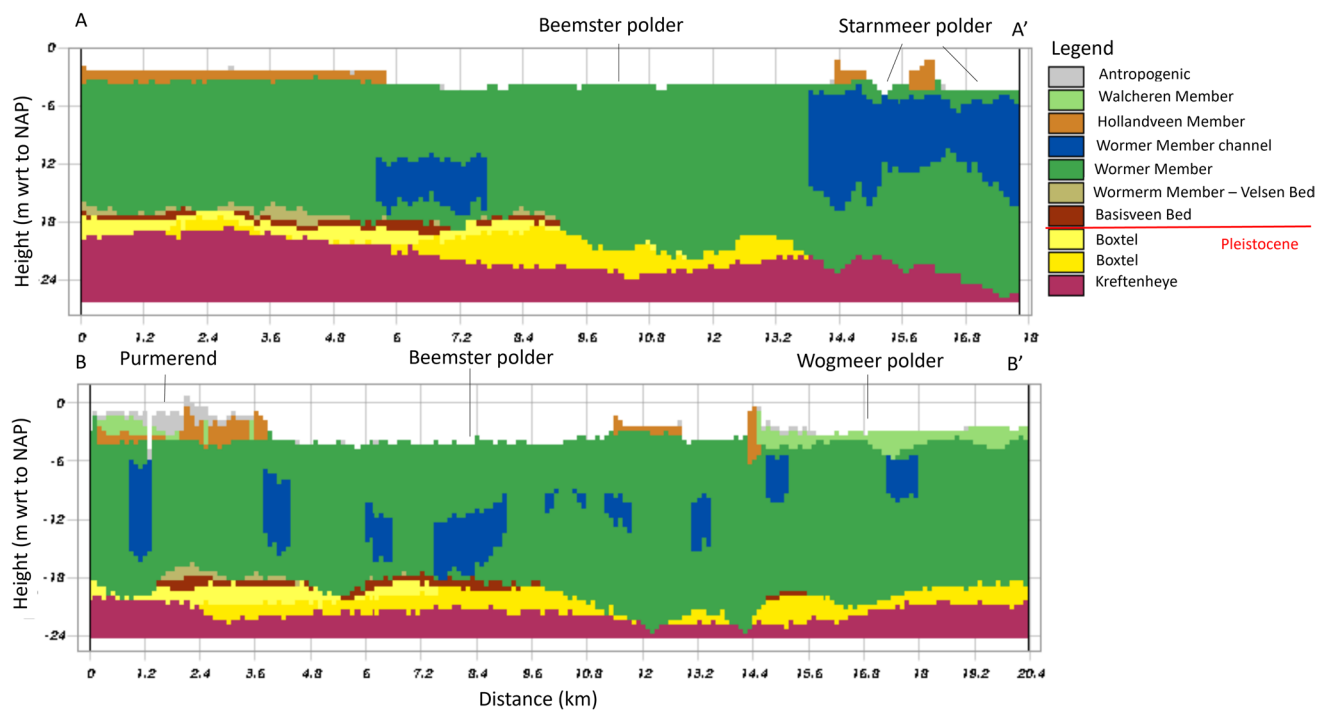 A
Beemster polder
Starnmeer polder
A’
Height (m wrt to NAP)
0
-6
-12
-18
-24
0 1.2 2.4 3.6 4.8 6 7.2 8.4 9.6 10.8 12 13.2 14.4 15.6 16.8 18
Legend
Antropogenic
Walcheren Member
Hollandveen Member
Wormer Member channel
Wormer Member
Wormerm Member – Velsen Bed
Basisveen Bed
Pleistocene
Boxtel
Boxtel
Kreftenheye
B
Purmerend
Beemster polder
Wogmeer polder
B’
Height (m wrt to NAP)
0
-6
-12
-18
-24
0 1.2 2.4 3.6 4.8 6 7.2 8.4 9.6 10.8 12 13.2 14.4 15.6 16.8 18 19.2 20.4
Distance (km)